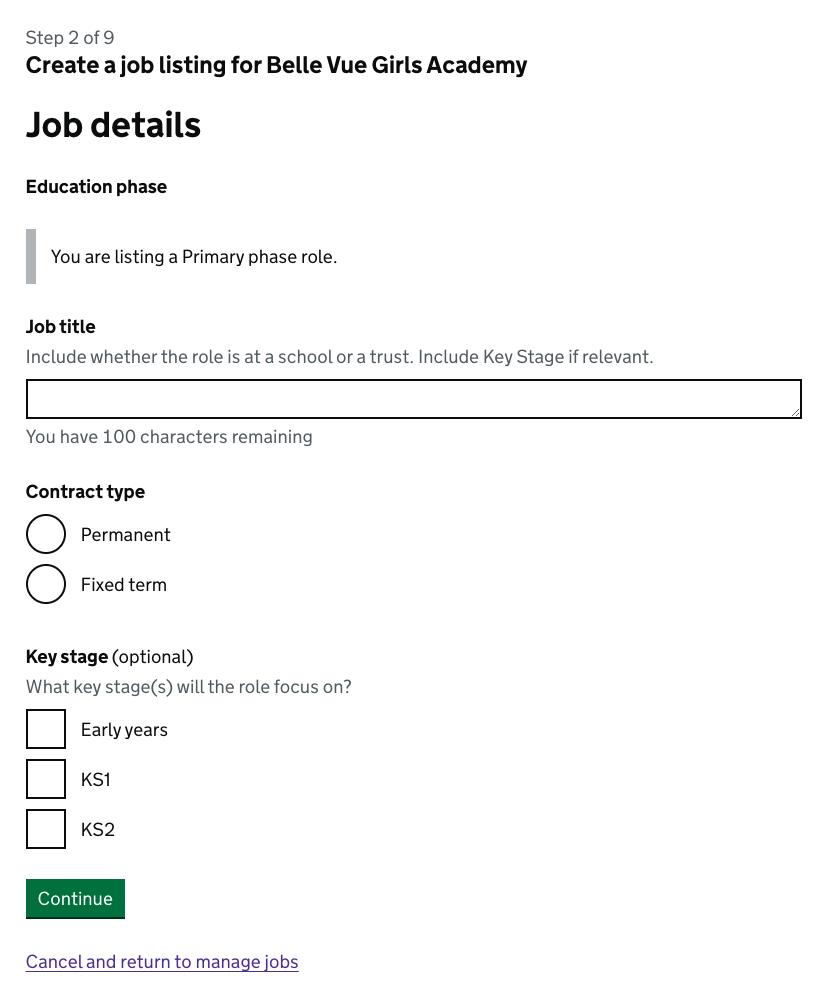 Step 2 of 9
Create a job listing for Belle Vue Girls Academy
Job details
Education phase
You are listing a Primary phase role.
Job title
Include whether the role is at a school or a trust. Include Key Stage if relevant.
You have 100 characters remaining
Contract type
Permanent
Fixed term
Key stage (optional)
What key stage(s) will the role focus on?
Early years
KS1
KS2
Continue
Cancel and return to manage jobs